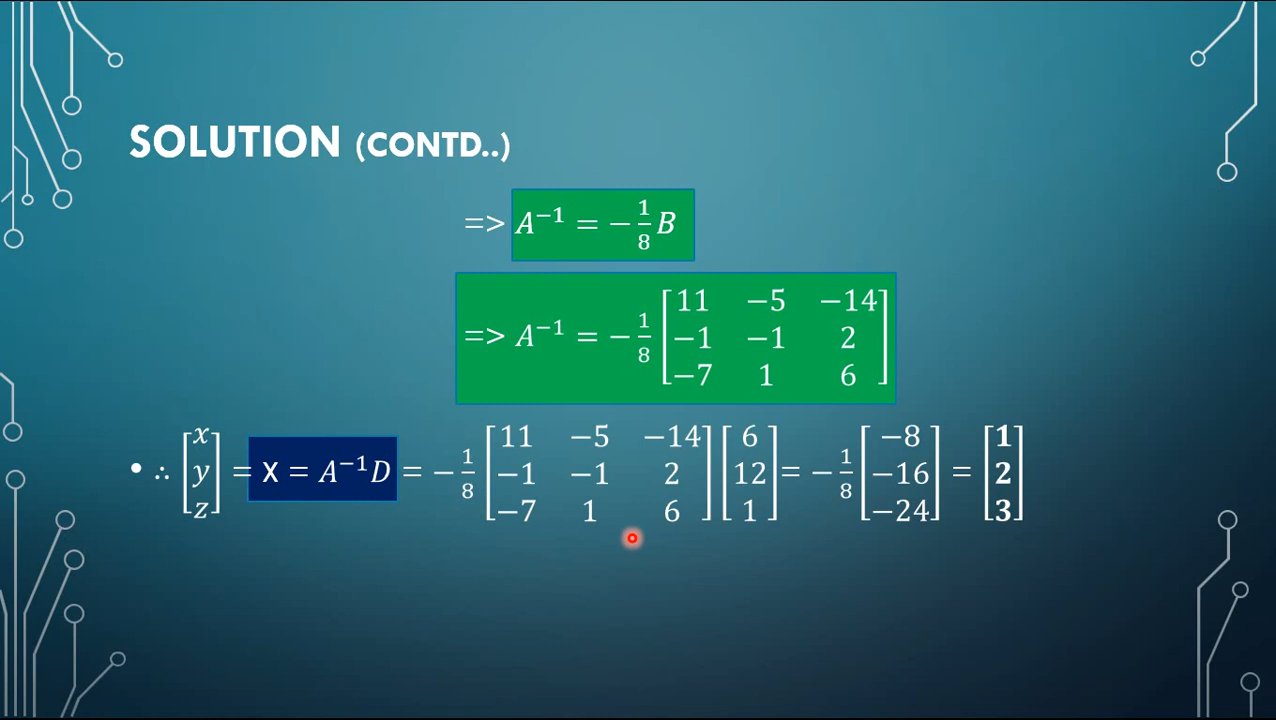 SOLUTION (CONTD..)
=> A⁻¹ = −1/8 B
=> A⁻¹ = −1/8 [11 −5 −14; −1 −1 2; −7 1 6]
• ∴ [x; y; z] = X = A⁻¹D = −1/8 [11 −5 −14; −1 −1 2; −7 1 6] [6; 12; 1] = −1/8 [−8; −16; −24] = [1; 2; 3]